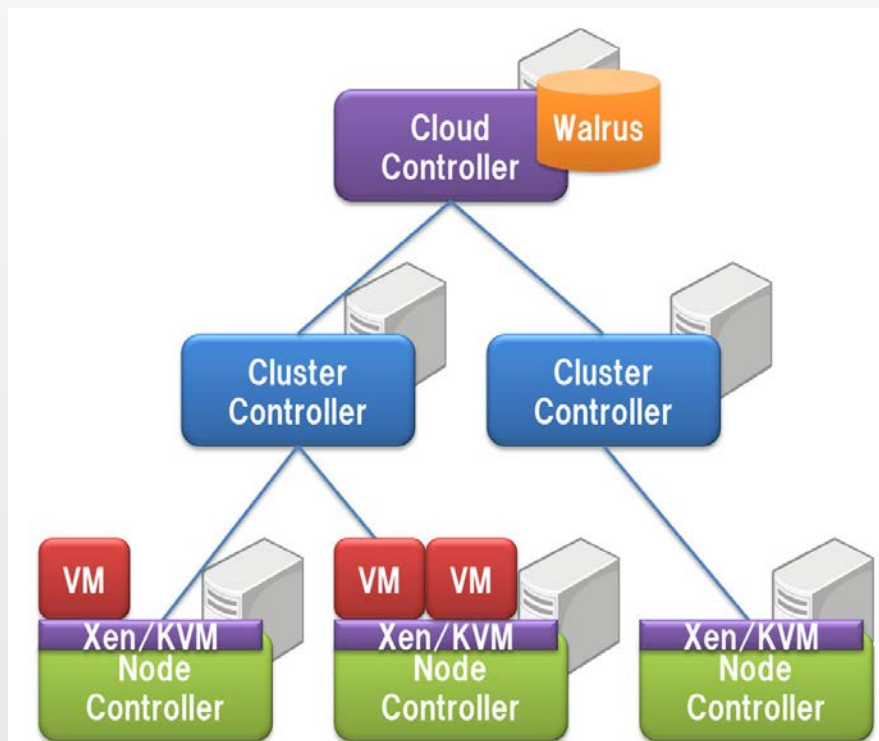 Cloud
Controller
Walrus
Cluster
Controller
Cluster
Controller
VM
VM
VM
Xen/KVM
Node
Controller
Xen/KVM
Node
Controller
Xen/KVM
Node
Controller